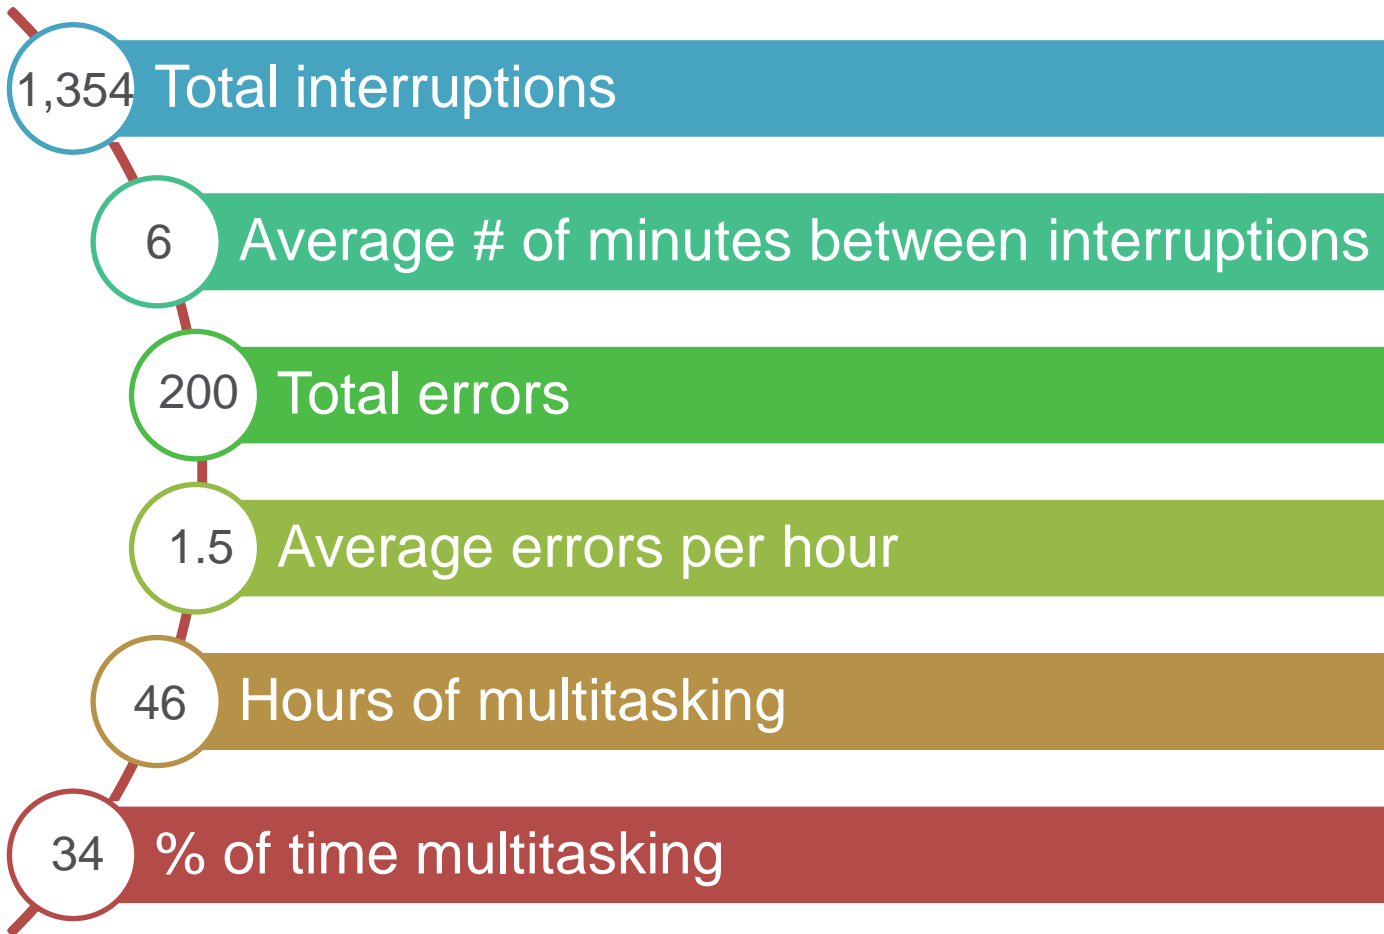 1,354 Total interruptions
6 Average # of minutes between interruptions
200 Total errors
1.5 Average errors per hour
46 Hours of multitasking
34 % of time multitasking